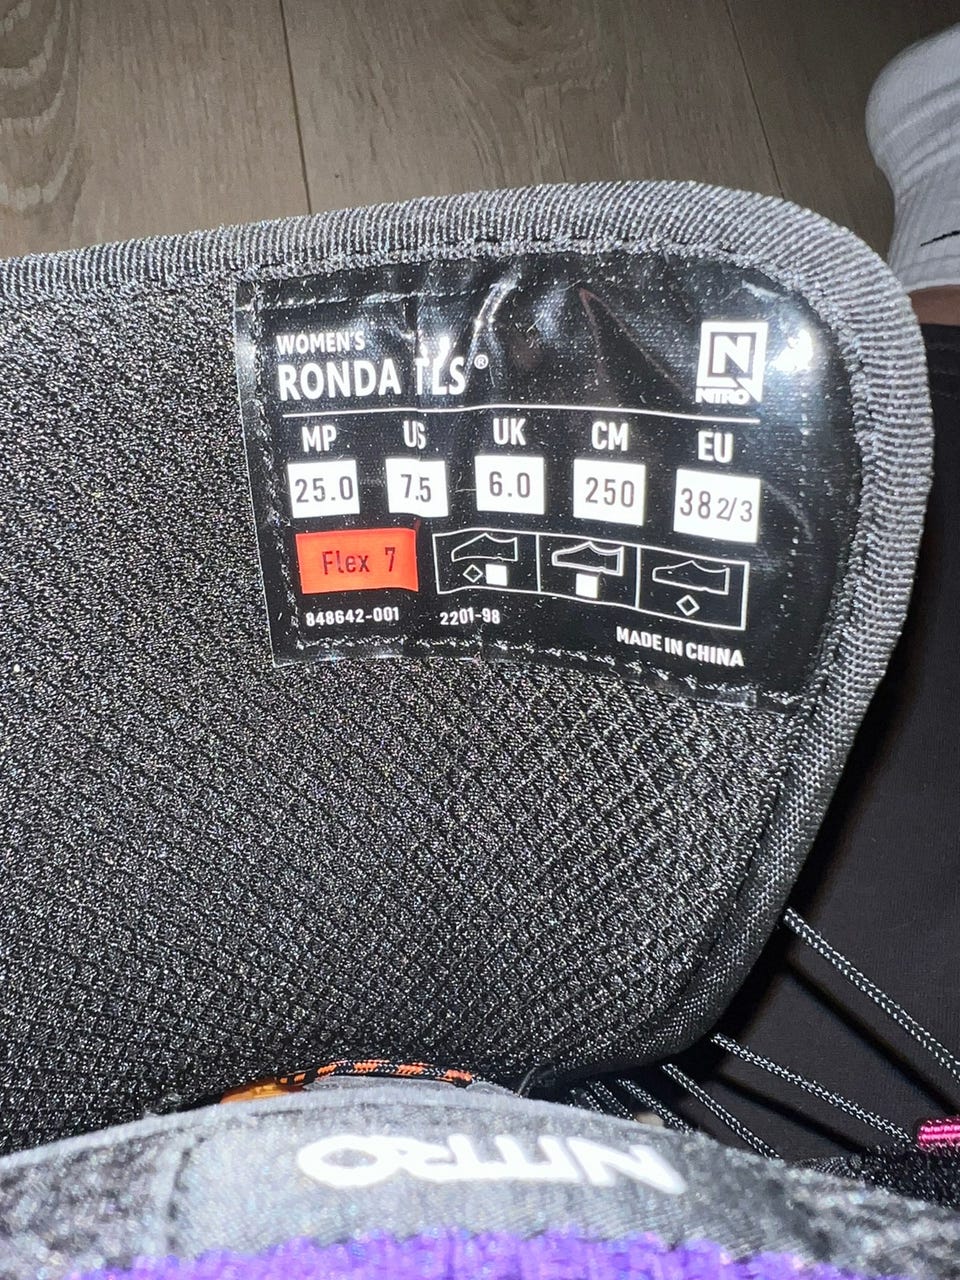 WOMEN'S
RONDA TLS®
NITRO
MP US UK CM EU
25.0 7.5 6.0 250 38 2/3
Flex 7
848642-001 2201-98
MADE IN CHINA
NITRO